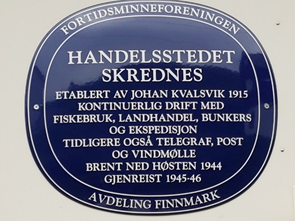 FORTIDSMINNEFORENINGEN
HANDELSSTEDET
SKREDNES
ETABLERT AV JOHAN KVALSVIK 1915
KONTINUERLIG DRIFT MED
FISKEBRUK, LANDHANDEL, BUNKERS
OG EKSPEDISJON
TIDLIGERE OGSÅ TELEGRAF, POST
OG VINDMØLLE
BRENT NED HØSTEN 1944
GJENREIST 1945-46
AVDELING FINNMARK